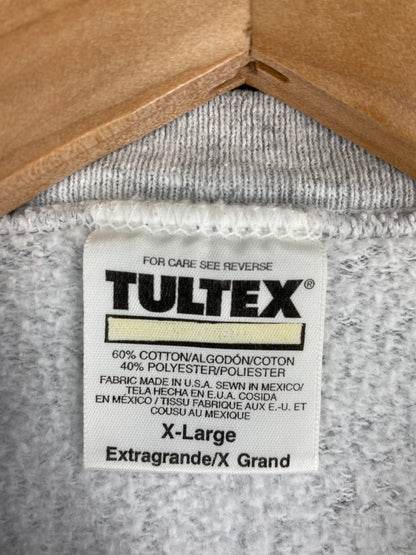 FOR CARE SEE REVERSE
TULTEX®
60% COTTON/ALGODÓN/COTON
40% POLYESTER/POLIESTER
FABRIC MADE IN U.S.A. SEWN IN MEXICO/
TELA HECHA EN E.U.A. COSIDA
EN MÉXICO / TISSU FABRIQUE AUX E.-U. ET
COUSU AU MEXIQUE
X-Large
Extragrande/X Grand